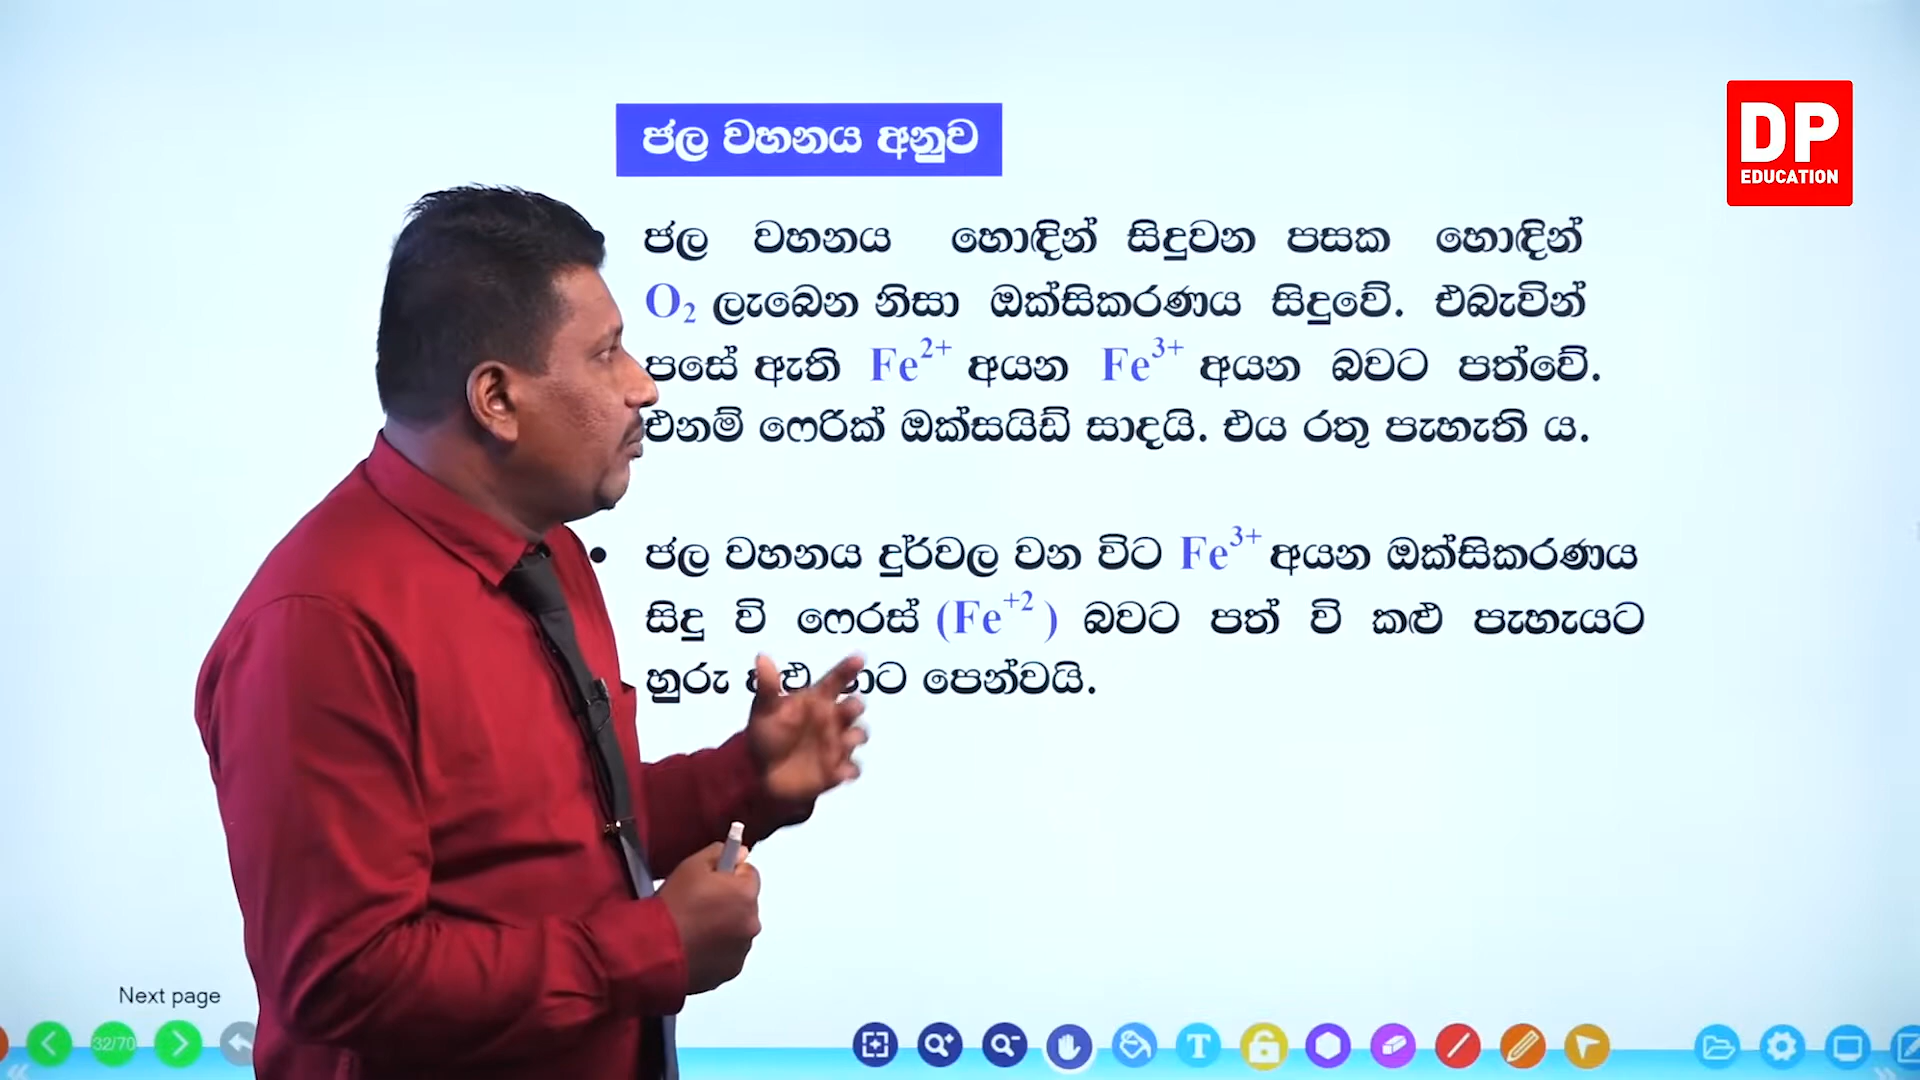 ජල වහනය අනුව
DP
EDUCATION
ජල වහනය හොඳින් සිදුවන පසක හොඳින්
O₂ ලැබෙන නිසා ඔක්සිකරණය සිදුවේ. එබැවින්
පසේ ඇති Fe²⁺ අයන Fe³⁺ අයන බවට පත්වේ.
එනම් ෆෙරික් ඔක්සයිඩ් සාදයි. එය රතු පැහැති ය.
• ජල වහනය දුර්වල වන විට Fe³⁺ අයන ඔක්සිකරණය
සිදු වි ෆෙරස් (Fe⁺²) බවට පත් වි කළු පැහැයට
හුරු පෙන්වයි.
Next page
32/70
T